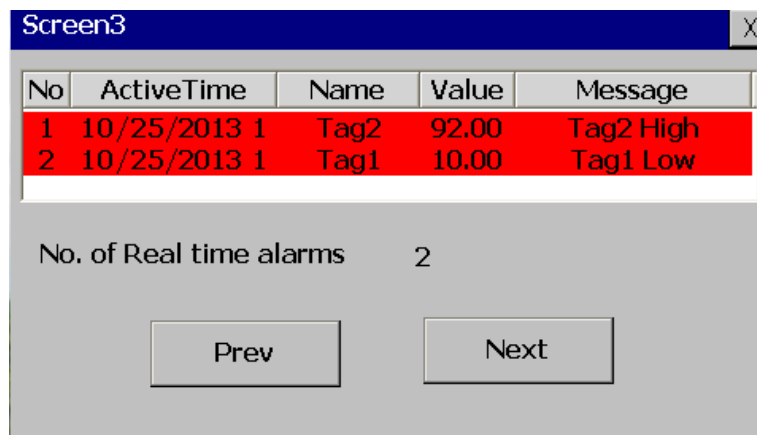 Screen3 X
No ActiveTime Name Value Message
1 10/25/2013 1 Tag2 92.00 Tag2 High
2 10/25/2013 1 Tag1 10.00 Tag1 Low
No. of Real time alarms 2
Prev Next